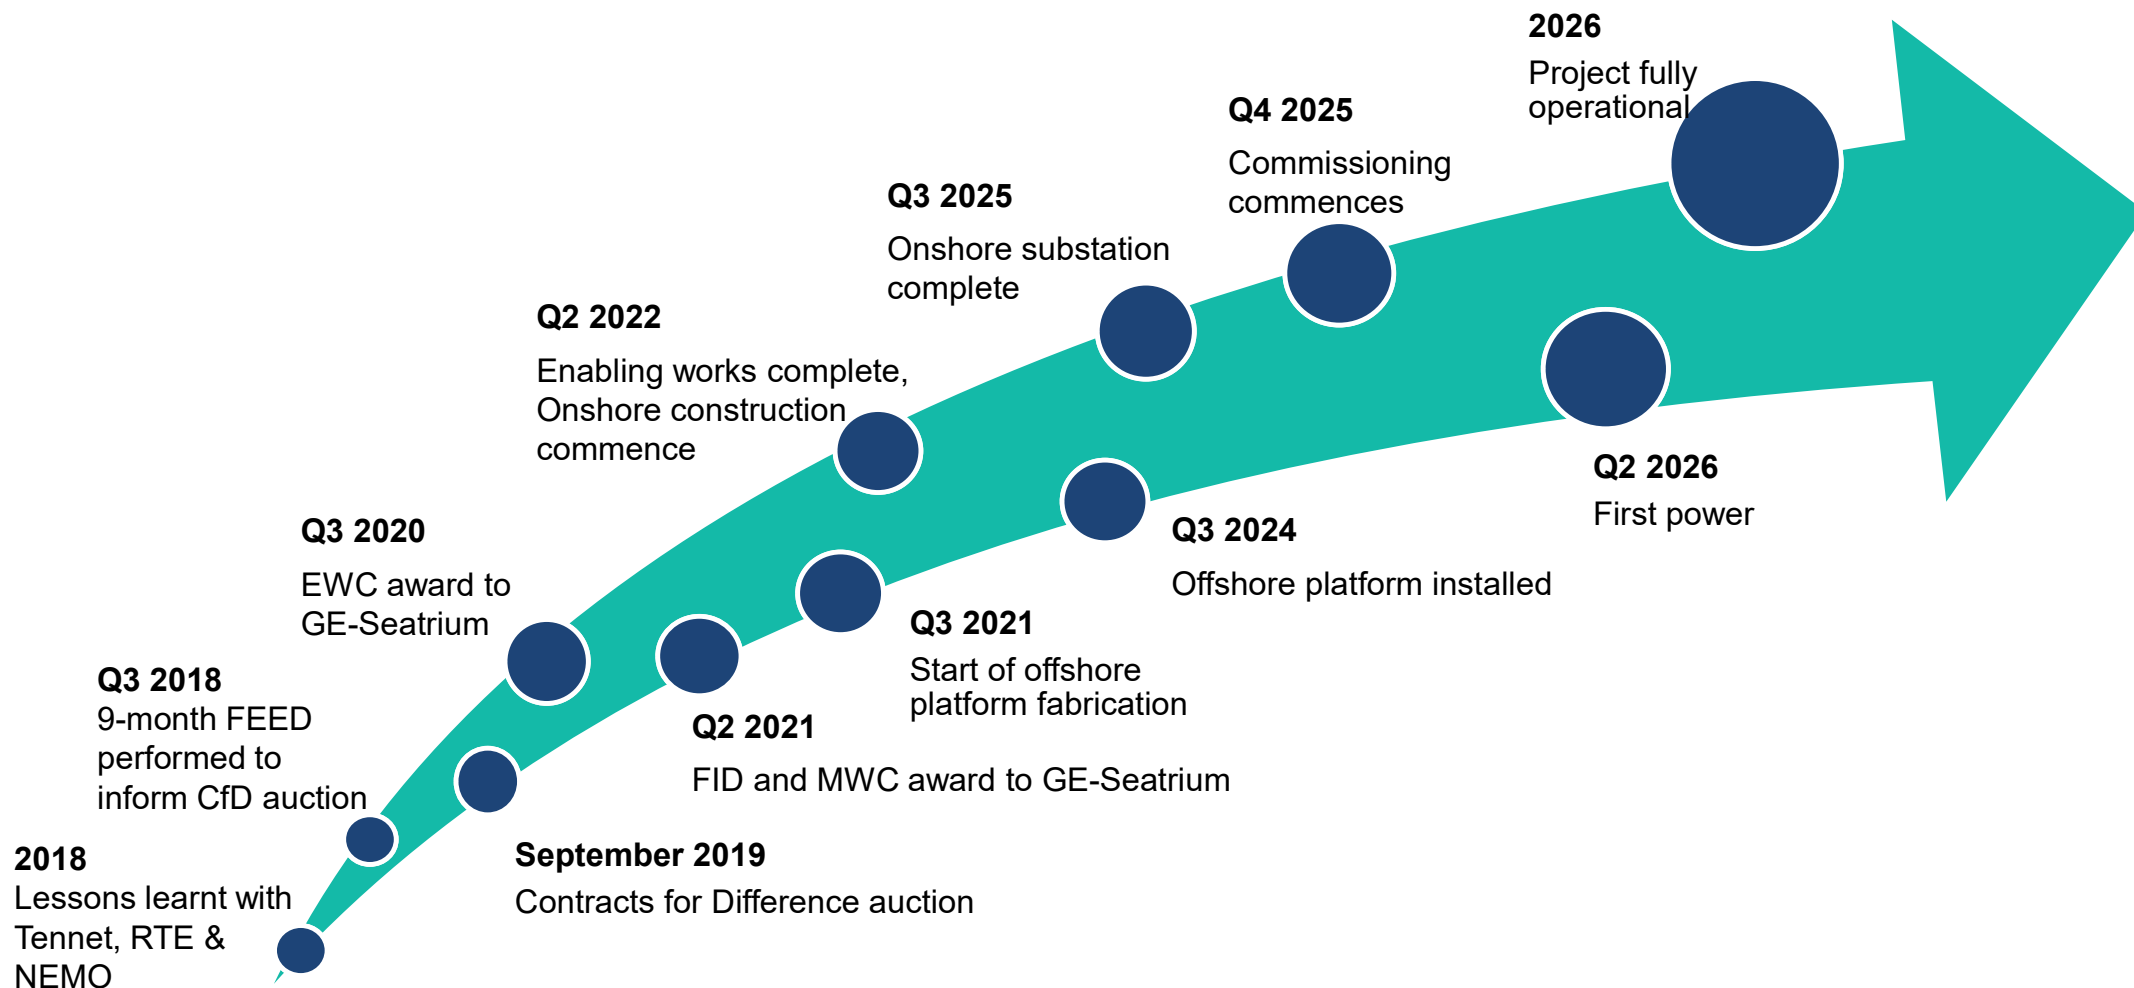 2018
Lessons learnt with
Tennet, RTE &
NEMO
Q3 2018
9-month FEED
performed to
inform CfD auction
September 2019
Contracts for Difference auction
Q3 2020
EWC award to
GE-Seatrium
Q2 2021
FID and MWC award to GE-Seatrium
Q3 2021
Start of offshore
platform fabrication
Q2 2022
Enabling works complete,
Onshore construction
commence
Q3 2024
Offshore platform installed
Q3 2025
Onshore substation
complete
Q4 2025
Commissioning
commences
Q2 2026
First power
2026
Project fully
operational